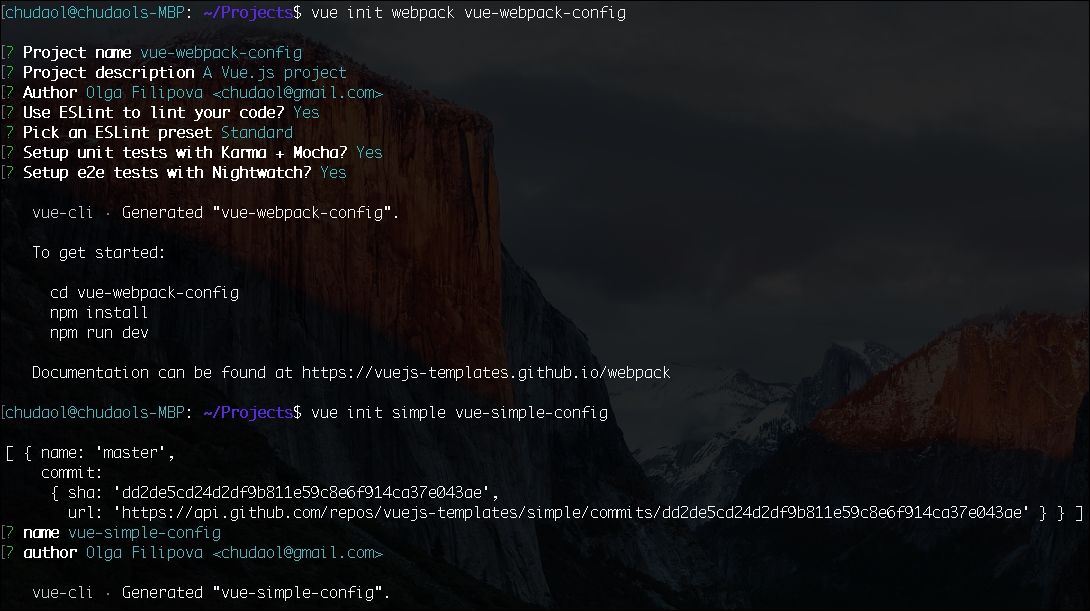 [chudaol@chudaols-MBP: ~/Projects$ vue init webpack vue-webpack-config
[? Project name vue-webpack-config
[? Project description A Vue.js project
[? Author Olga Filipova <chudaol@gmail.com>
[? Use ESLint to lint your code? Yes
? Pick an ESLint preset Standard
[? Setup unit tests with Karma + Mocha? Yes
[? Setup e2e tests with Nightwatch? Yes
vue-cli · Generated "vue-webpack-config".
To get started:
cd vue-webpack-config
npm install
npm run dev
Documentation can be found at https://vuejs-templates.github.io/webpack
[chudaol@chudaols-MBP: ~/Projects$ vue init simple vue-simple-config
[ { name: 'master',
commit:
{ sha: 'dd2de5cd24d2df9b811e59c8e6f914ca37e043ae',
url: 'https://api.github.com/repos/vuejs-templates/simple/commits/dd2de5cd24d2df9b811e59c8e6f914ca37e043ae' } } ]
[? name vue-simple-config
[? author Olga Filipova <chudaol@gmail.com>
vue-cli · Generated "vue-simple-config".